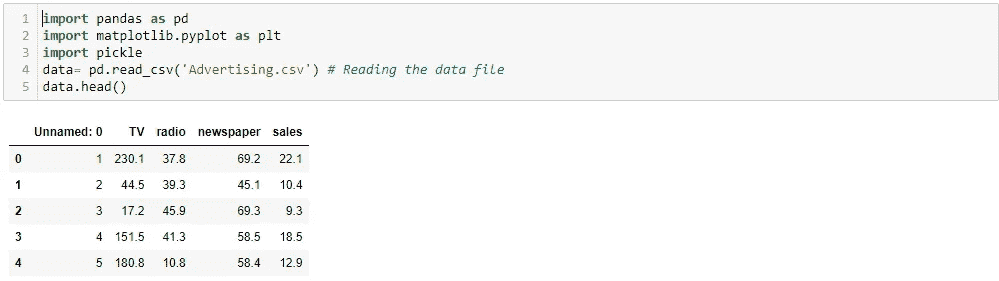 1 import pandas as pd
2 import matplotlib.pyplot as plt
3 import pickle
4 data= pd.read_csv('Advertising.csv') # Reading the data file
5 data.head()
Unnamed: 0 TV radio newspaper sales
0 1 230.1 37.8 69.2 22.1
1 2 44.5 39.3 45.1 10.4
2 3 17.2 45.9 69.3 9.3
3 4 151.5 41.3 58.5 18.5
4 5 180.8 10.8 58.4 12.9